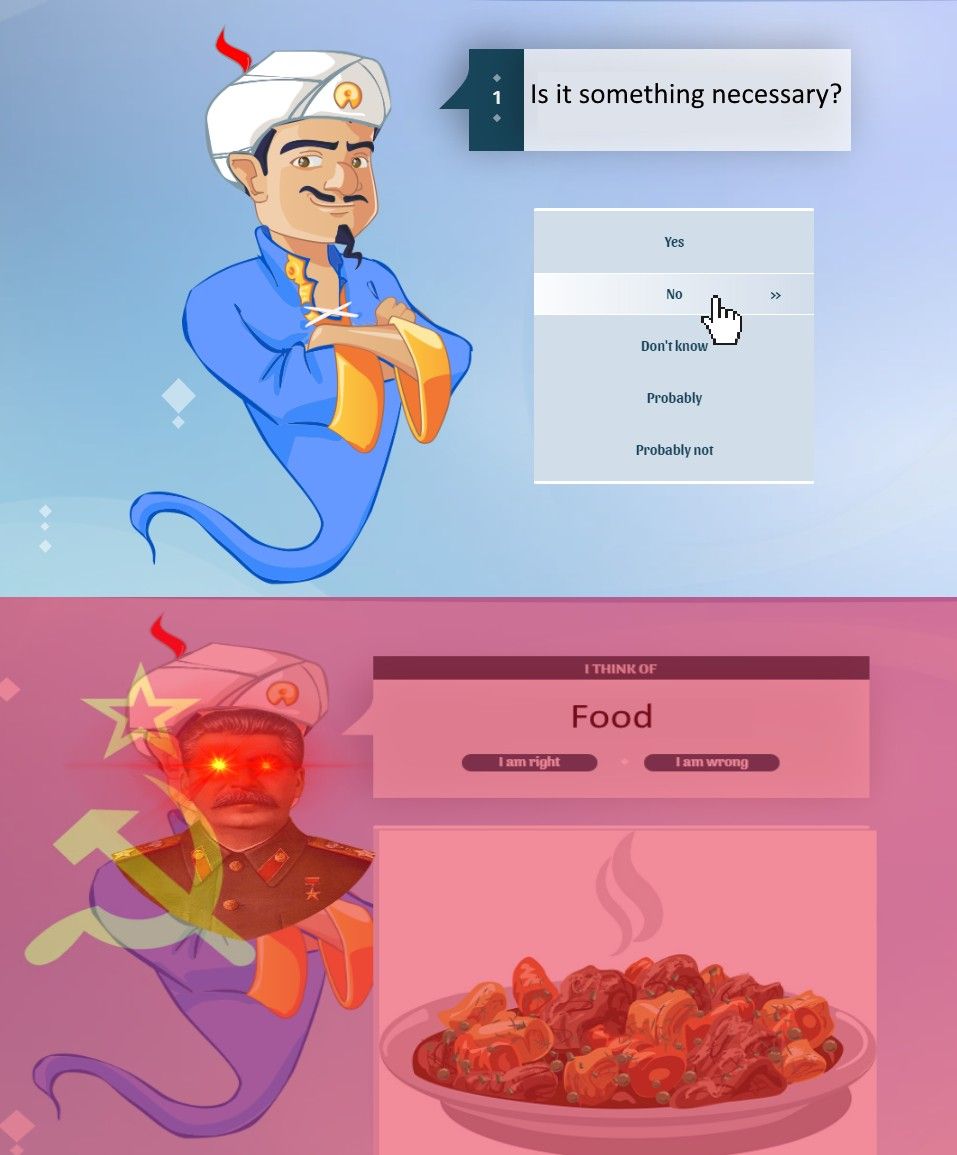 1
Is it something necessary?
Yes
No »
Don't know
Probably
Probably not
I THINK OF
Food
I am right
I am wrong